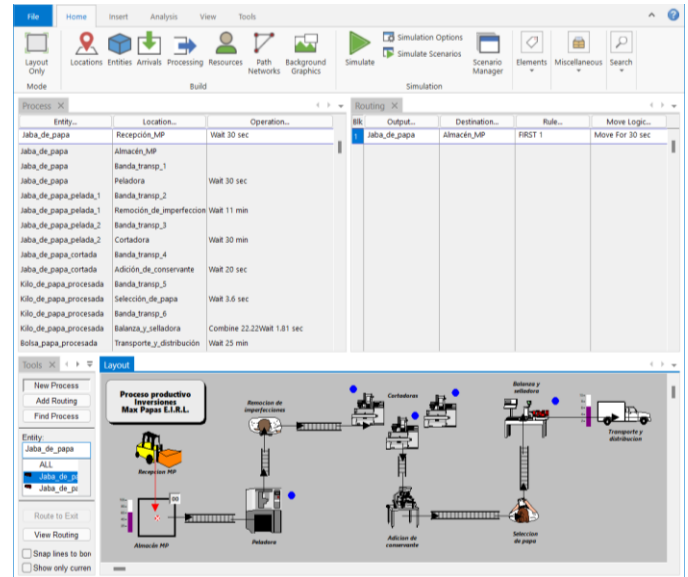 File Home Insert Analysis View Tools
Layout Only
Locations Entities Arrivals Processing Resources Path Networks Background Graphics
Simulate
Simulation Options
Simulate Scenarios
Scenario Manager
Elements Miscellaneous Search
Mode Build Simulation
Process
Routing
Entity... Location... Operation...
Blk Output... Destination... Rule... Move Logic...
Jaba_de_papa Recepción_MP Wait 30 sec
1 Jaba_de_papa Almacén_MP FIRST 1 Move For 30 sec
Jaba_de_papa Almacén_MP
Jaba_de_papa Banda_transp_1
Jaba_de_papa Peladora Wait 30 sec
Jaba_de_papa_pelada_1 Banda_transp_2
Jaba_de_papa_pelada_1 Remoción_de_imperfeccion Wait 11 min
Jaba_de_papa_pelada_2 Banda_transp_3
Jaba_de_papa_pelada_2 Cortadora Wait 30 min
Jaba_de_papa_cortada Banda_transp_4
Jaba_de_papa_cortada Adición_de_conservante Wait 20 sec
Kilo_de_papa_procesada Banda_transp_5
Kilo_de_papa_procesada Selección_de_papa Wait 3.6 sec
Kilo_de_papa_procesada Banda_transp_6
Kilo_de_papa_procesada Balanza_y_selladora Combine 22.22Wait 1.81 sec
Bolsa_papa_procesada Transporte_y_distribución Wait 25 min
Tools
Layout
New Process
Add Routing
Find Process
Entity:
Jaba_de_papa
ALL
Jaba_de_pa
Jaba_de_pa
Route to Exit
View Routing
Snap lines to bor
Show only curren
Proceso productivo
Inversiones
Max Papas E.I.R.L.
Remocion de
imperfecciones
Cortadoras
Balanza y
selladora
Transporte y
distribucion
Recepcion MP
Almacén MP
Peladora
Adicion de
conservante
Seleccion
de papa